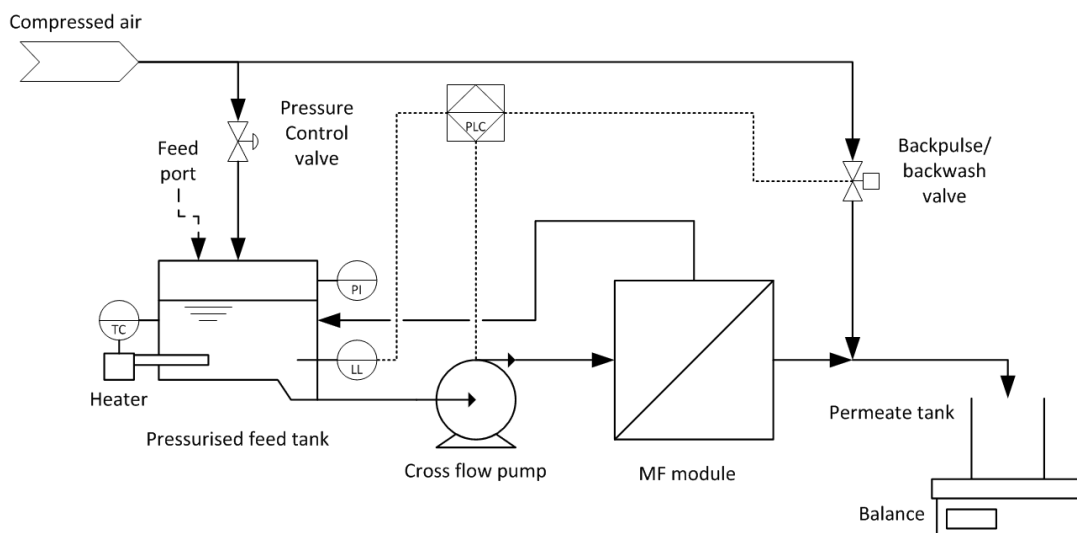 Compressed air
Pressure
Control
valve
Feed
port
PLC
Backpulse/
backwash
valve
PI
TC
LL
Heater
Pressurised feed tank
Cross flow pump
MF module
Permeate tank
Balance